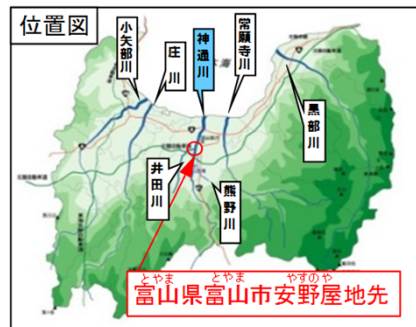 位置図
小矢部川
庄川
神通川
常願寺川
黒部川
井田川
熊野川
とやま とやま やすのや
富山県富山市安野屋地先